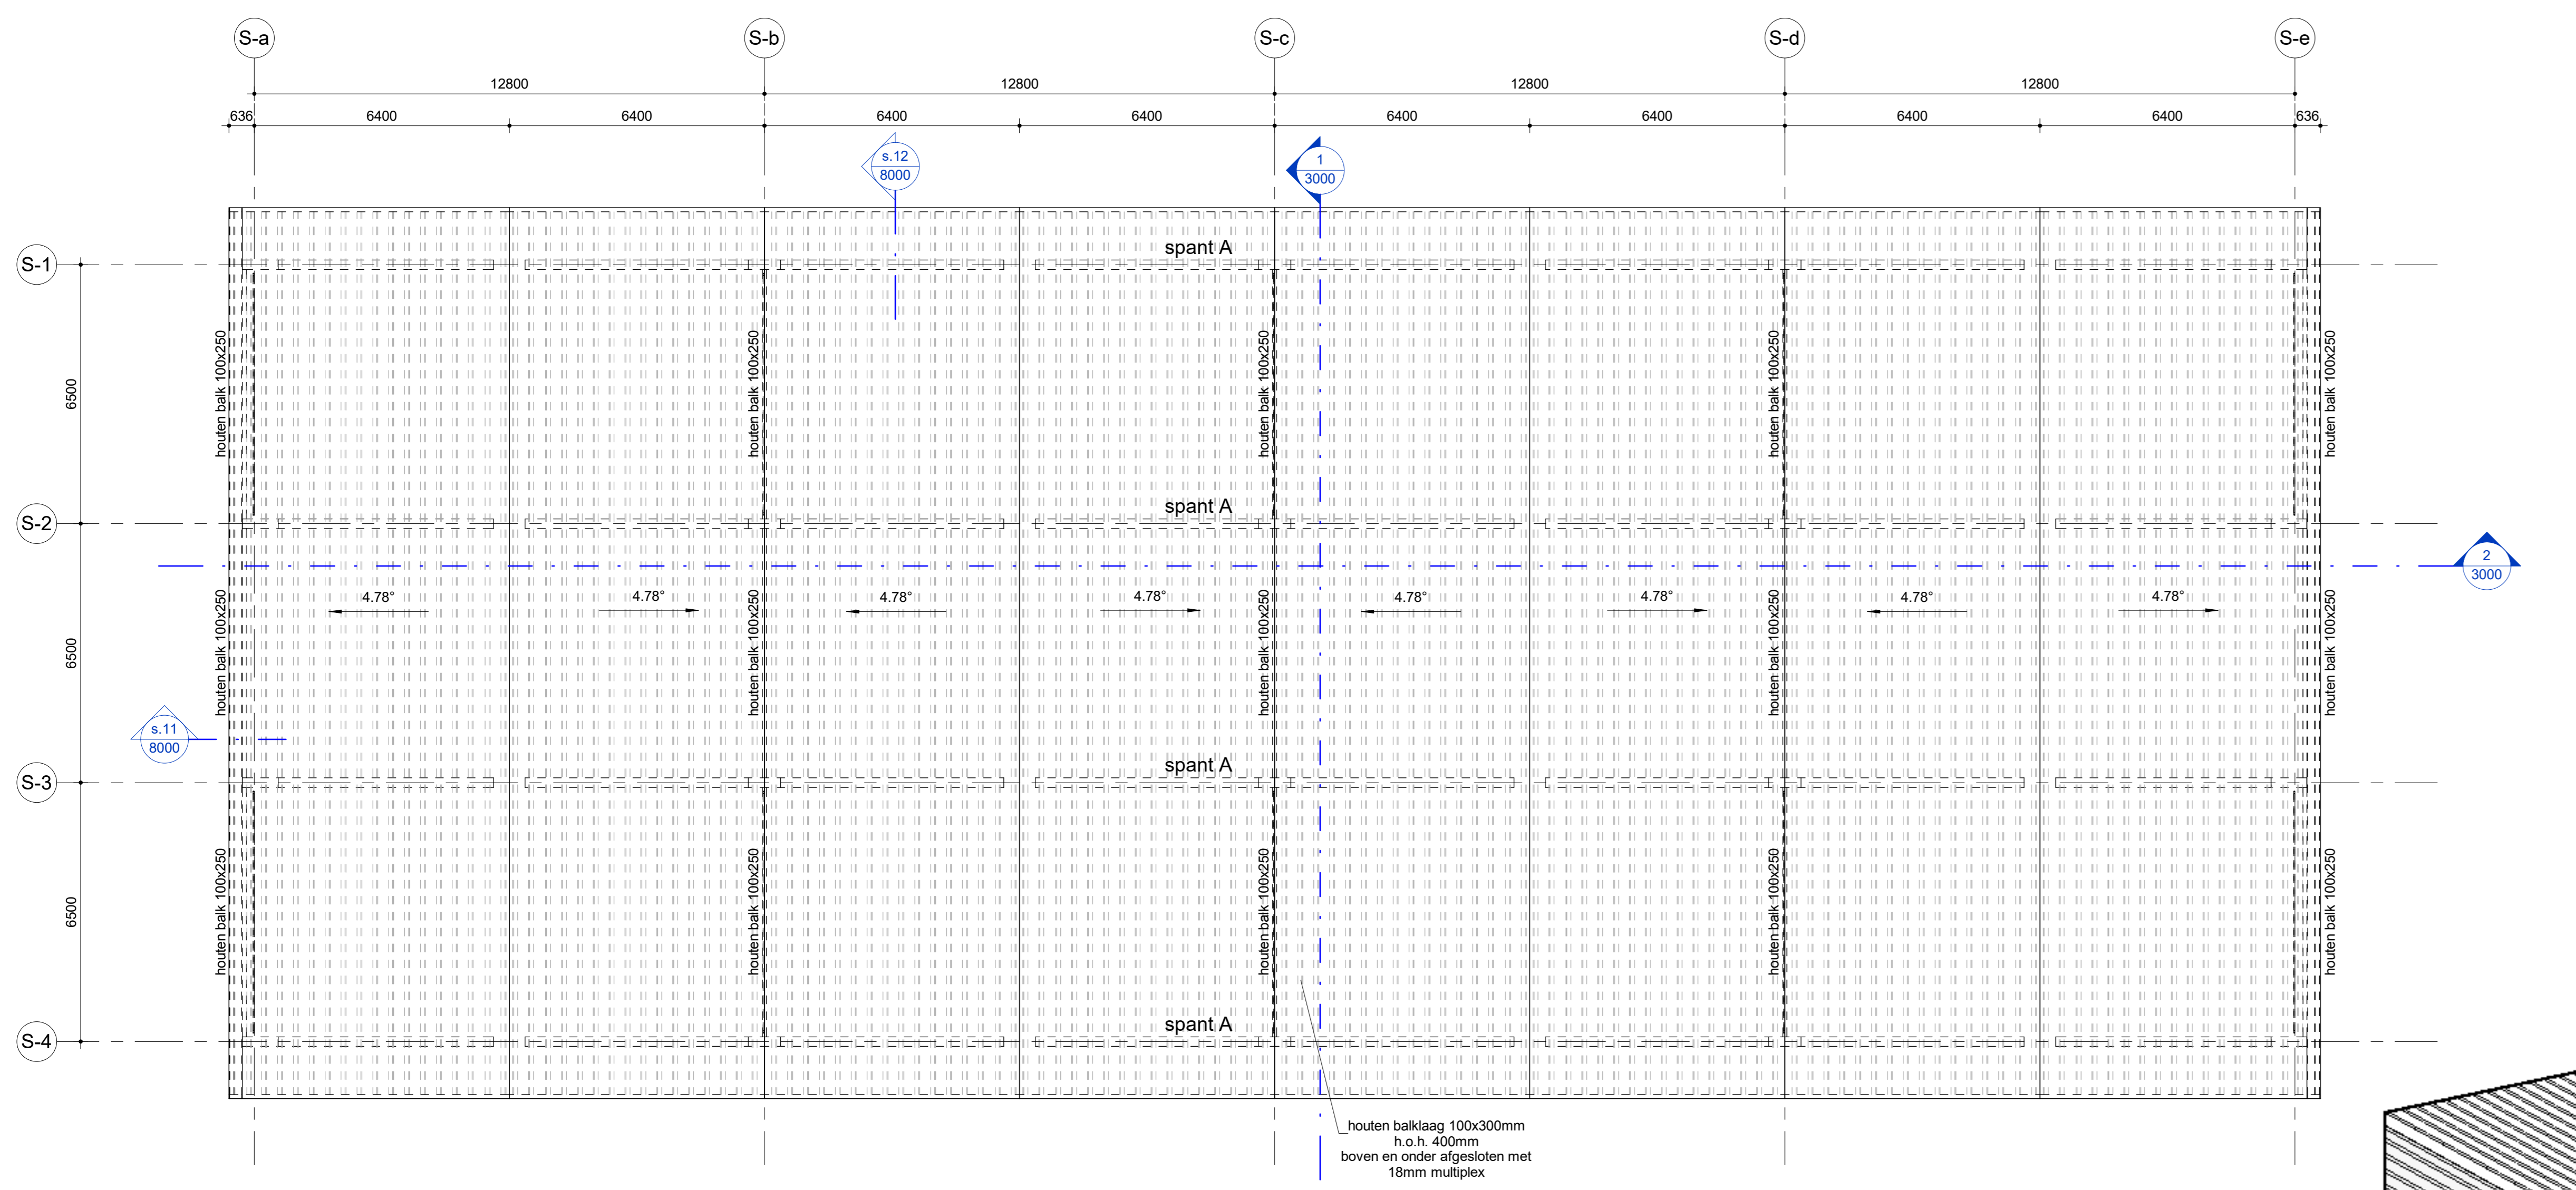 S-a S-b S-c S-d S-e
12800 12800 12800 12800
636 6400 6400 6400 6400 6400 6400 6400 6400 636
s.12
8000
1
3000
S-1
spant A
6500
houten balk 100x250
houten balk 100x250
houten balk 100x250
houten balk 100x250
houten balk 100x250
S-2
spant A
2
3000
4.78° 4.78° 4.78° 4.78° 4.78° 4.78° 4.78° 4.78°
6500
houten balk 100x250
houten balk 100x250
houten balk 100x250
houten balk 100x250
houten balk 100x250
s.11
8000
S-3
spant A
6500
houten balk 100x250
houten balk 100x250
houten balk 100x250
houten balk 100x250
houten balk 100x250
S-4
spant A
houten balklaag 100x300mm
h.o.h. 400mm
boven en onder afgesloten met
18mm multiplex